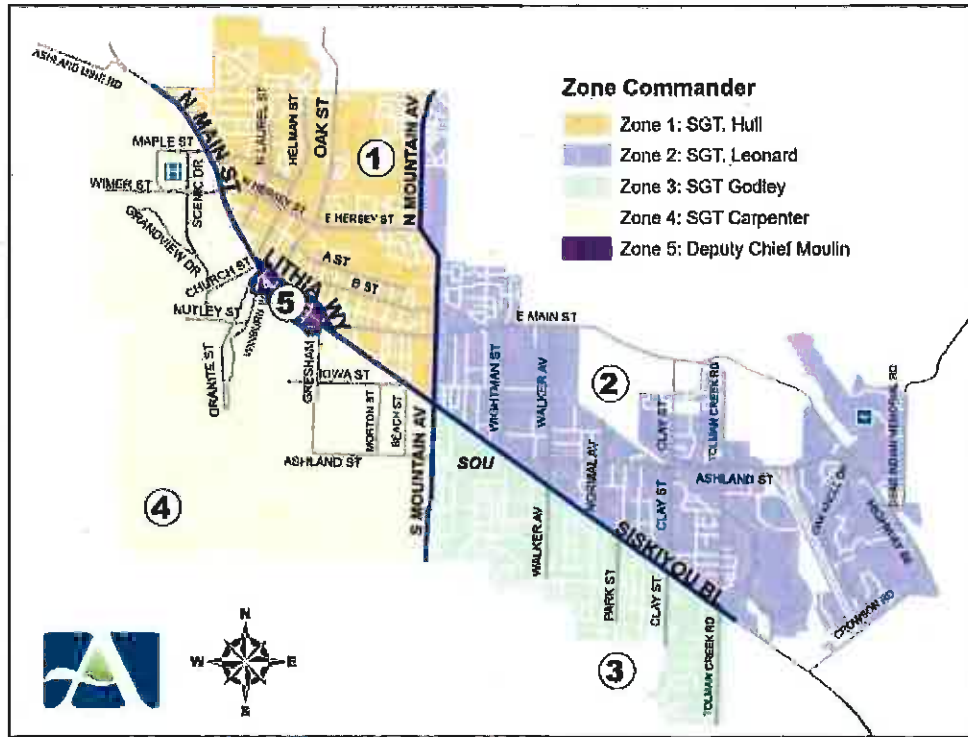 Zone Commander
Zone 1: SGT. Hull
Zone 2: SGT. Leonard
Zone 3: SGT Godley
Zone 4: SGT Carpenter
Zone 5: Deputy Chief Moulin
N MAIN ST
MAPLE ST
WIMER ST
SCENIC DR
GRANDVIEW DR
CHURCH ST
NUTLEY ST
GRANITE ST
WINBURN
N LAUREL ST
HELMAN ST
OAK ST
1
N MOUNTAIN AV
N HERSEY ST
E HERSEY ST
A ST
B ST
LITHIA WY
5
GRESHAM
IOWA ST
MORTON ST
BEACH ST
ASHLAND ST
S MOUNTAIN AV
4
E MAIN ST
WIGHTMAN ST
WALKER AV
2
CLAY ST
TOLMAN CREEK RD
NORMAL AV
ASHLAND ST
CLAY ST
SOU
SISKIYOU BL
WALKER AV
PARK ST
CLAY ST
TOLMAN CREEK RD
3
CROWSON RD
N
W
E
S